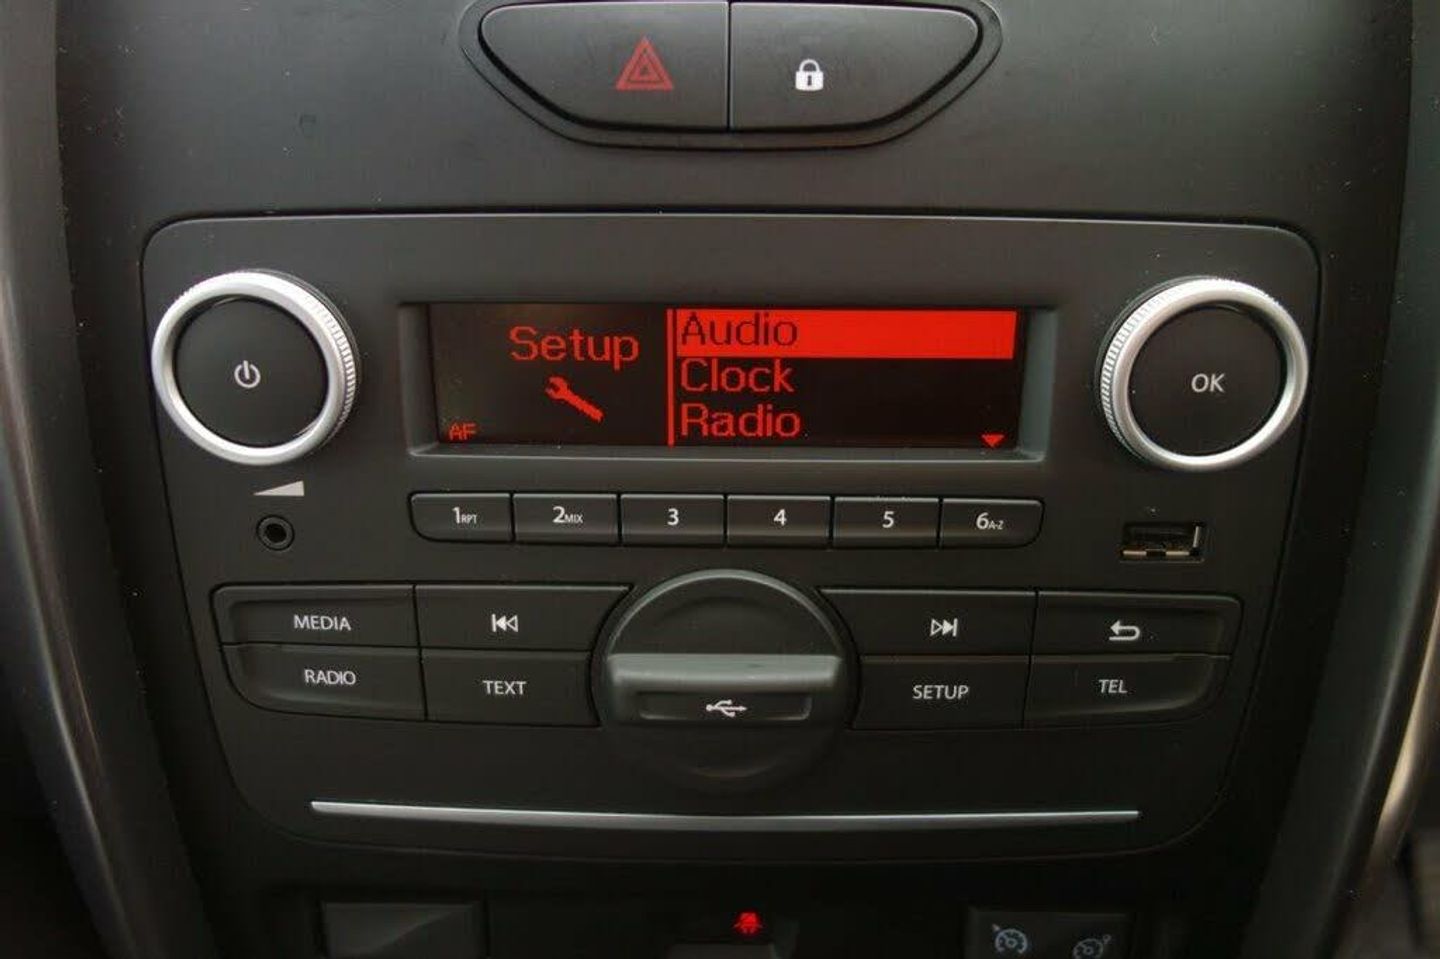 Setup
AF
Audio
Clock
Radio
OK
1RPT
2MIX
3
4
5
6A-Z
MEDIA
RADIO
TEXT
SETUP
TEL